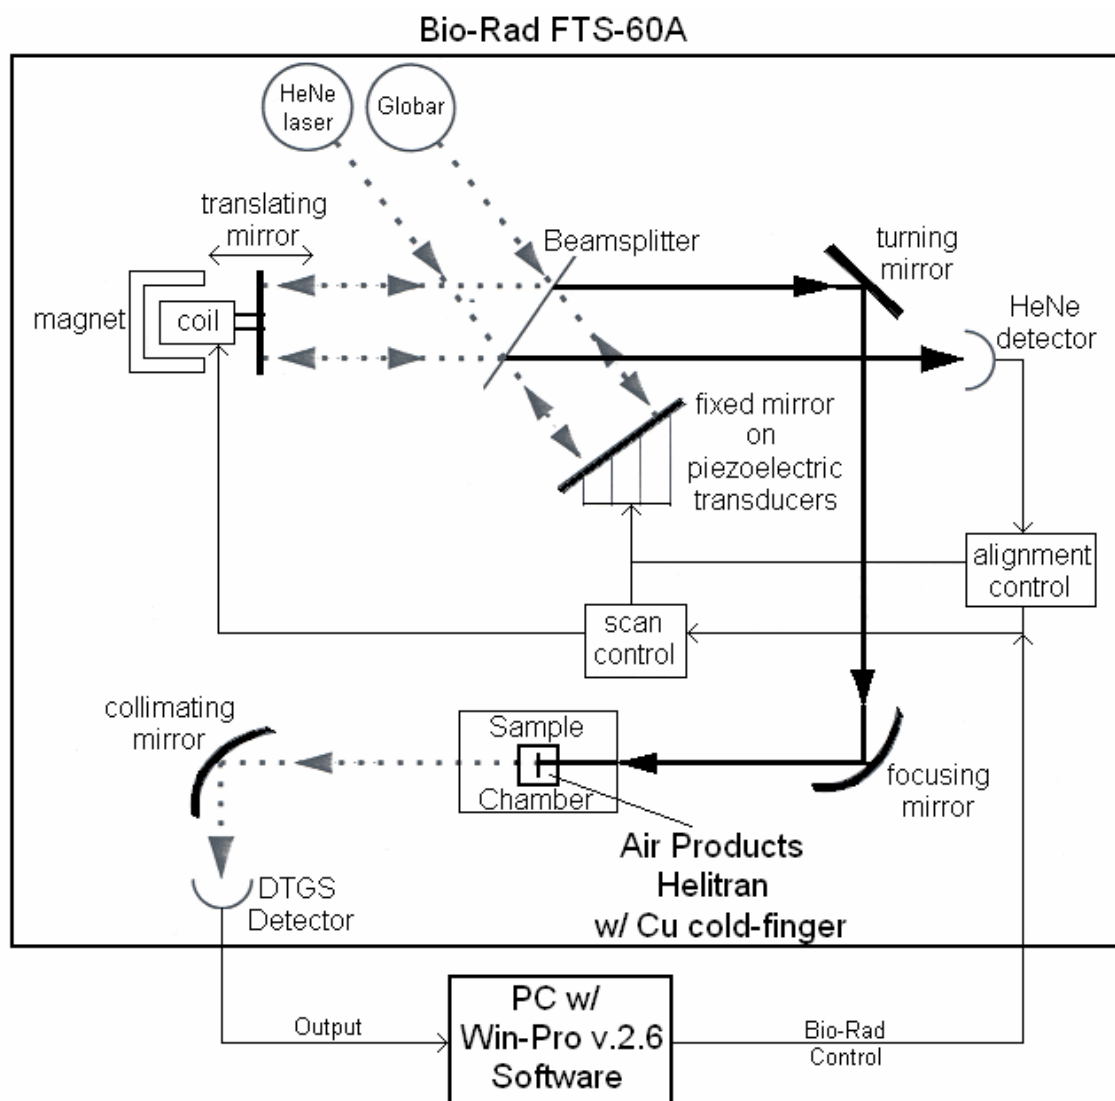 Bio-Rad FTS-60A
HeNe
laser
Globar
translating
mirror
Beamsplitter
turning
mirror
magnet
coil
HeNe
detector
fixed mirror
on
piezoelectric
transducers
alignment
control
scan
control
collimating
mirror
Sample
Chamber
focusing
mirror
Air Products
Helitran
w/ Cu cold-finger
DTGS
Detector
PC w/
Win-Pro v.2.6
Software
Output
Bio-Rad
Control